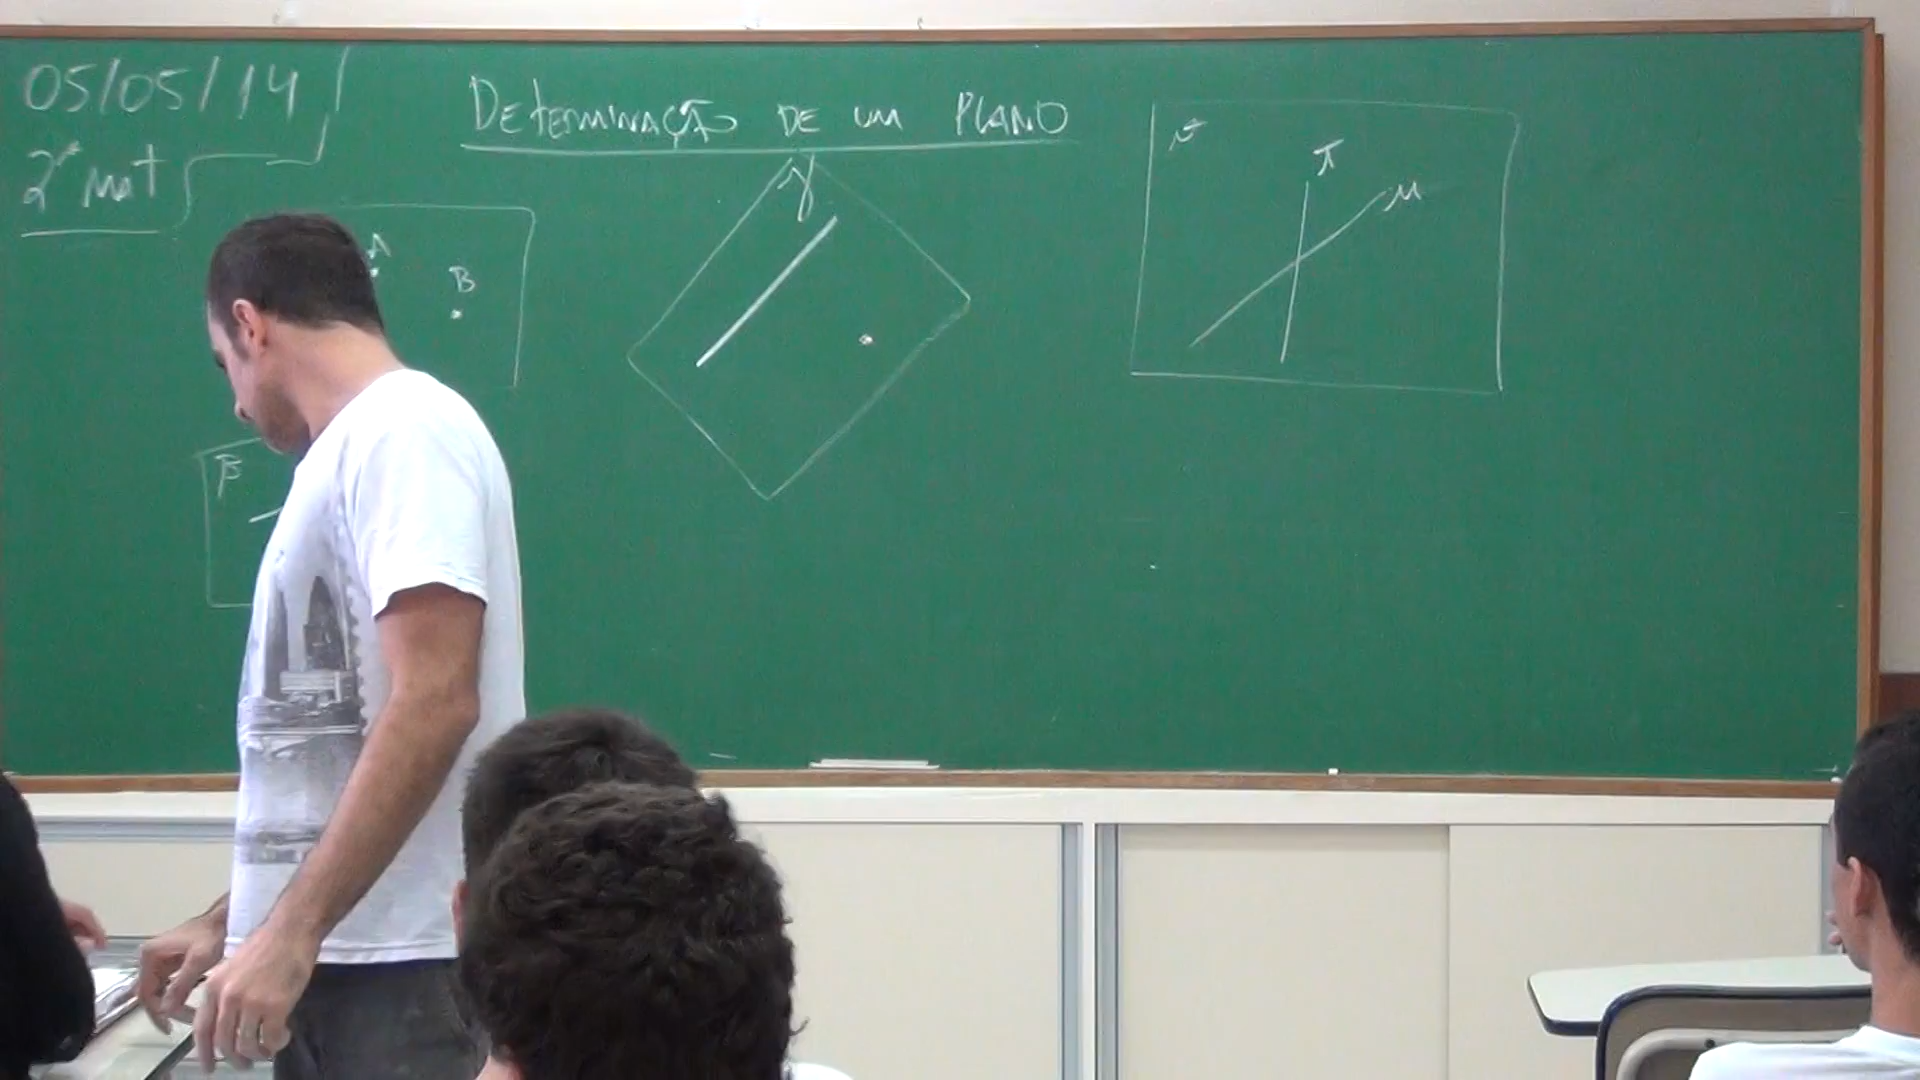 05/05/14
2ª Mat
DETERMINAÇÃO DE UM PLANO
A
B
β
γ
π
μ